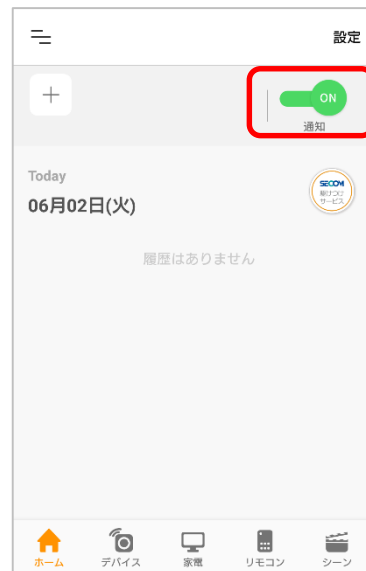 設定
ON
通知
Today
06月02日(火)
SECOM
駆けつけ
サービス
履歴はありません
ホーム
デバイス
家電
リモコン
シーン